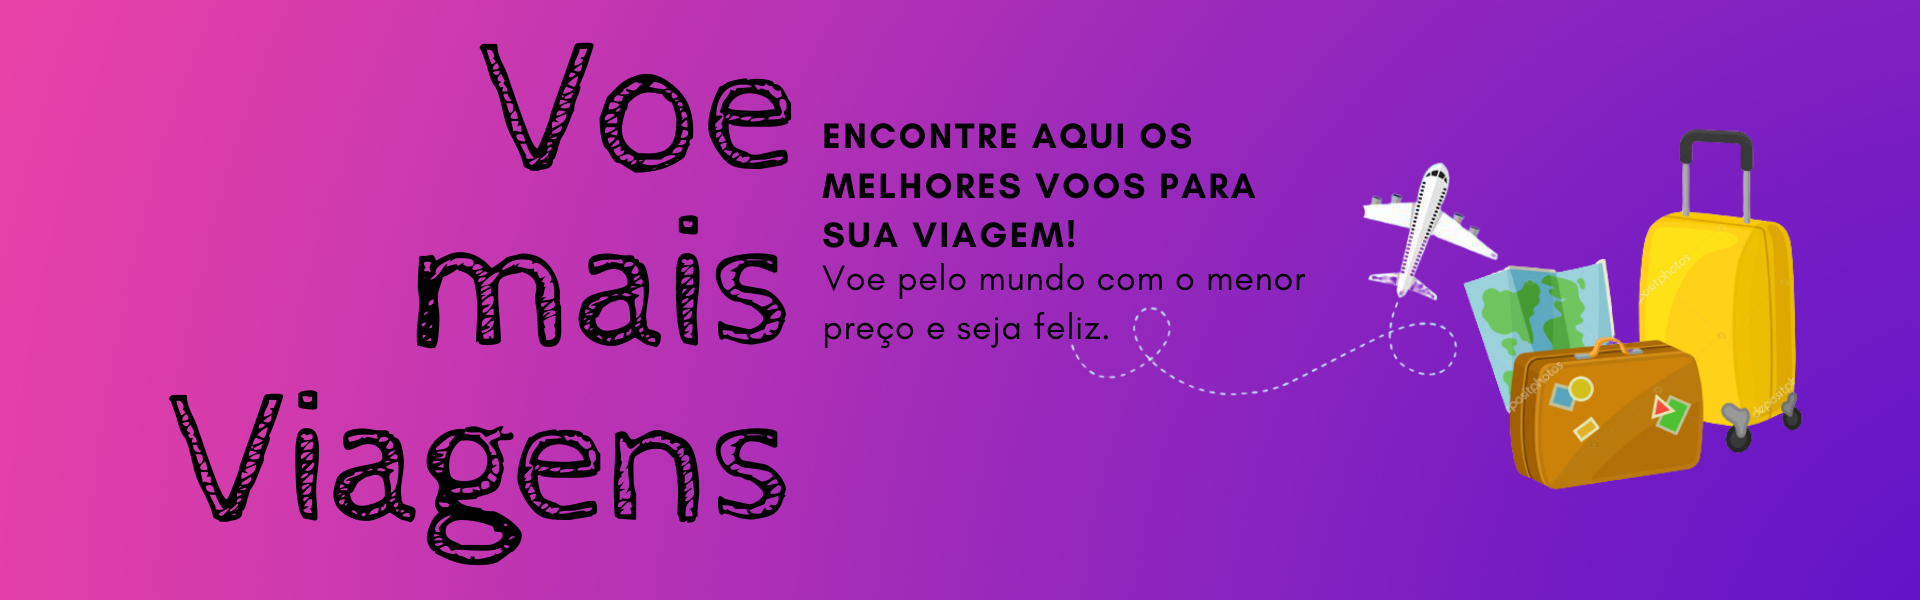 Voe
mais
Viagens
ENCONTRE AQUI OS
MELHORES VOOS PARA
SUA VIAGEM!
Voe pelo mundo com o menor
preço e seja feliz.